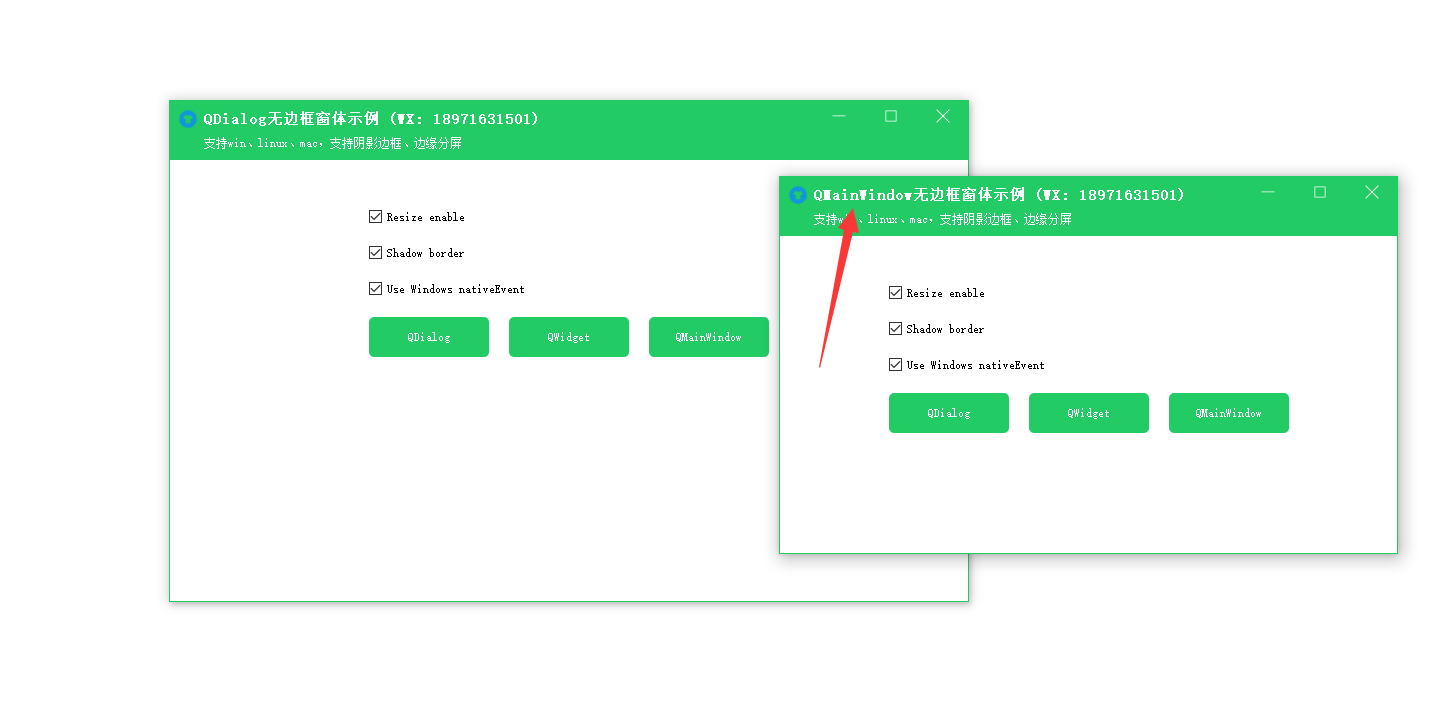 QDialog无边框窗体示例 (WX: 18971631501)
支持win、linux、mac，支持阴影边框、边缘分屏
Resize enable
Shadow border
Use Windows nativeEvent
QDialog
QWidget
QMainWindow
QMainWindow无边框窗体示例 (WX: 18971631501)
支持win、linux、mac，支持阴影边框、边缘分屏
Resize enable
Shadow border
Use Windows nativeEvent
QDialog
QWidget
QMainWindow